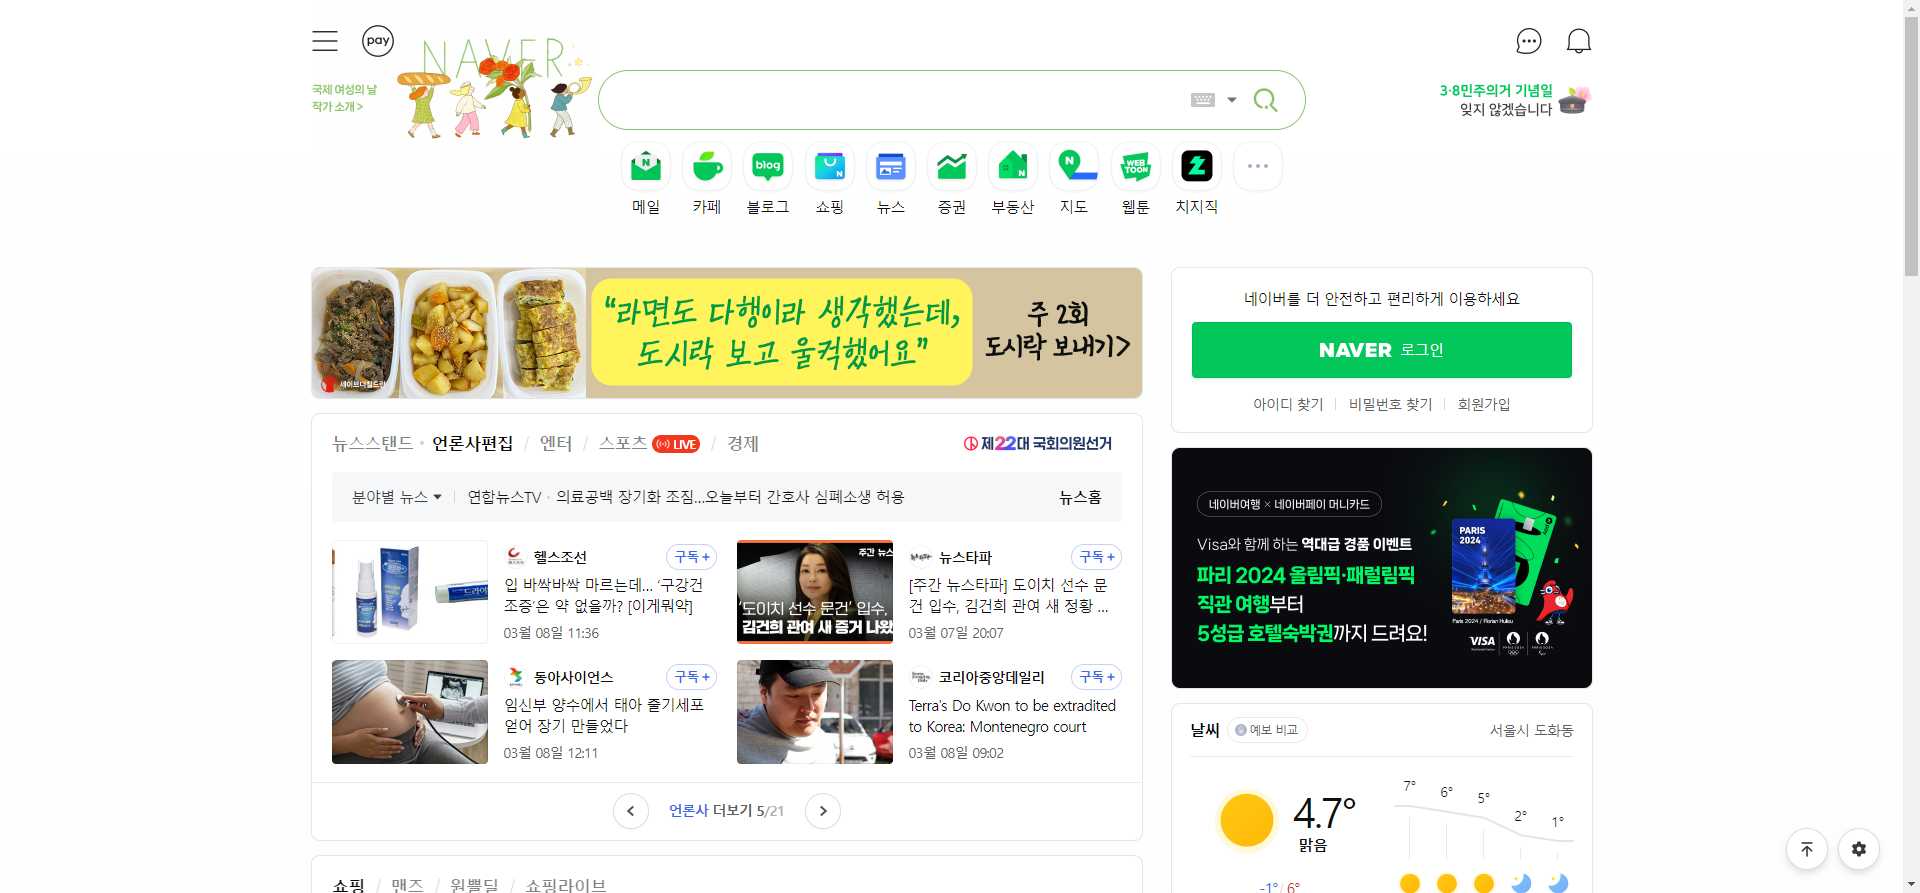 pay
NAVER
국제 여성의 날
작가 소개 >
3·8민주의거 기념일
잊지 않겠습니다
메일
카페
blog
블로그
쇼핑
뉴스
증권
부동산
지도
WEB
TOON
웹툰
치지직
세이브더칠드런
“라면도 다행이라 생각했는데,
도시락 보고 울컥했어요”
주 2회
도시락 보내기>
네이버를 더 안전하고 편리하게 이용하세요
NAVER 로그인
아이디 찾기
비밀번호 찾기
회원가입
뉴스스탠드 · 언론사편집 / 엔터 / 스포츠 LIVE / 경제
제22대 국회의원선거
분야별 뉴스
연합뉴스TV · 의료공백 장기화 조짐...오늘부터 간호사 심폐소생 허용
뉴스홈
헬스조선
구독 +
입 바싹바싹 마르는데… ‘구강건
조증’은 약 없을까? [이게뭐약]
03월 08일 11:36
주간 뉴스
‘도이치 선수 문건’ 입수,
김건희 관여 새 증거 나왔
뉴스타파
구독 +
[주간 뉴스타파] 도이치 선수 문
건 입수, 김건희 관여 새 정황 ...
03월 07일 20:07
동아사이언스
구독 +
임신부 양수에서 태아 줄기세포
얻어 장기 만들었다
03월 08일 12:11
코리아중앙데일리
구독 +
Terra's Do Kwon to be extradited
to Korea: Montenegro court
03월 08일 09:02
언론사 더보기 5/21
네이버여행 × 네이버페이 머니카드
Visa와 함께 하는 역대급 경품 이벤트
파리 2024 올림픽·패럴림픽
직관 여행부터
5성급 호텔숙박권까지 드려요!
PARIS
2024
Paris 2024 / Florian Hulleu
VISA
날씨
예보 비교
서울시 도화동
4.7°
맑음
-1° / 6°
7°
6°
5°
2°
1°
쇼핑 / 맨즈 / 원쁠딜 / 쇼핑라이브